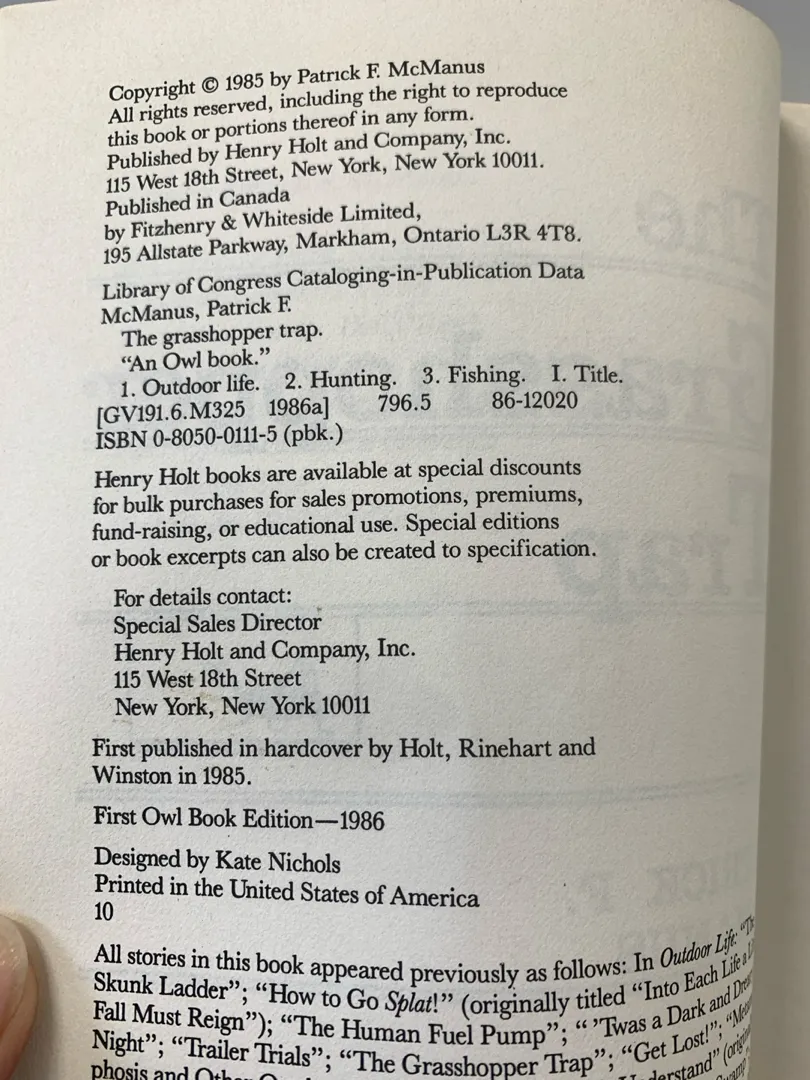 Copyright © 1985 by Patrick F. McManus
All rights reserved, including the right to reproduce
this book or portions thereof in any form.
Published by Henry Holt and Company, Inc.
115 West 18th Street, New York, New York 10011.
Published in Canada
by Fitzhenry & Whiteside Limited,
195 Allstate Parkway, Markham, Ontario L3R 4T8.
Library of Congress Cataloging-in-Publication Data
McManus, Patrick F.
The grasshopper trap.
“An Owl book.”
1. Outdoor life. 2. Hunting. 3. Fishing. I. Title.
[GV191.6.M325 1986a] 796.5 86-12020
ISBN 0-8050-0111-5 (pbk.)
Henry Holt books are available at special discounts
for bulk purchases for sales promotions, premiums,
fund-raising, or educational use. Special editions
or book excerpts can also be created to specification.
For details contact:
Special Sales Director
Henry Holt and Company, Inc.
115 West 18th Street
New York, New York 10011
First published in hardcover by Holt, Rinehart and
Winston in 1985.
First Owl Book Edition—1986
Designed by Kate Nichols
Printed in the United States of America
10
All stories in this book appeared previously as follows: In Outdoor Life: “The
Skunk Ladder”; “How to Go Splat!” (originally titled “Into Each Life a
Fall Must Reign”); “The Human Fuel Pump”; “ ’Twas a Dark and
Night”; “Trailer Trials”; “The Grasshopper Trap”; “Get Lost!”;
phosis and Other